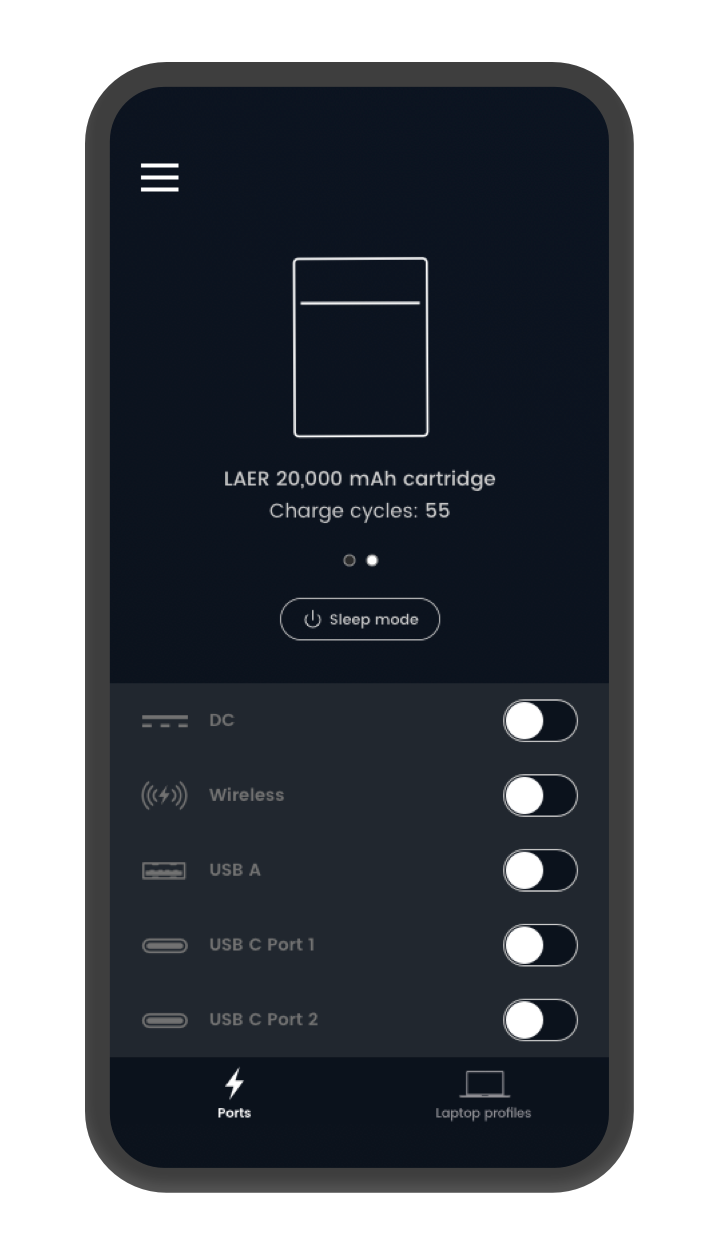 LAER 20,000 mAh cartridge
Charge cycles: 55
Sleep mode
DC
Wireless
USB A
USB C Port 1
USB C Port 2
Ports
Laptop profiles